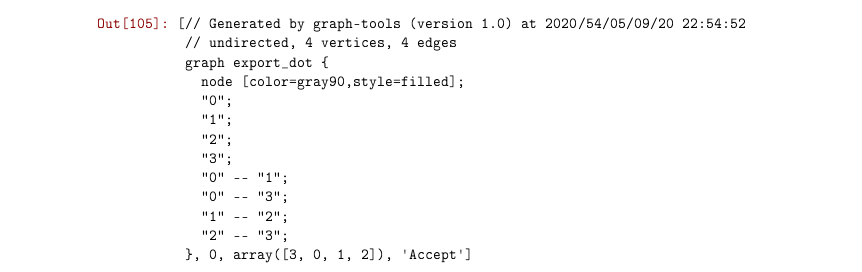 Out[105]: [// Generated by graph-tools (version 1.0) at 2020/54/05/09/20 22:54:52
// undirected, 4 vertices, 4 edges
graph export_dot {
node [color=gray90,style=filled];
"0";
"1";
"2";
"3";
"0" -- "1";
"0" -- "3";
"1" -- "2";
"2" -- "3";
}, 0, array([3, 0, 1, 2]), 'Accept']